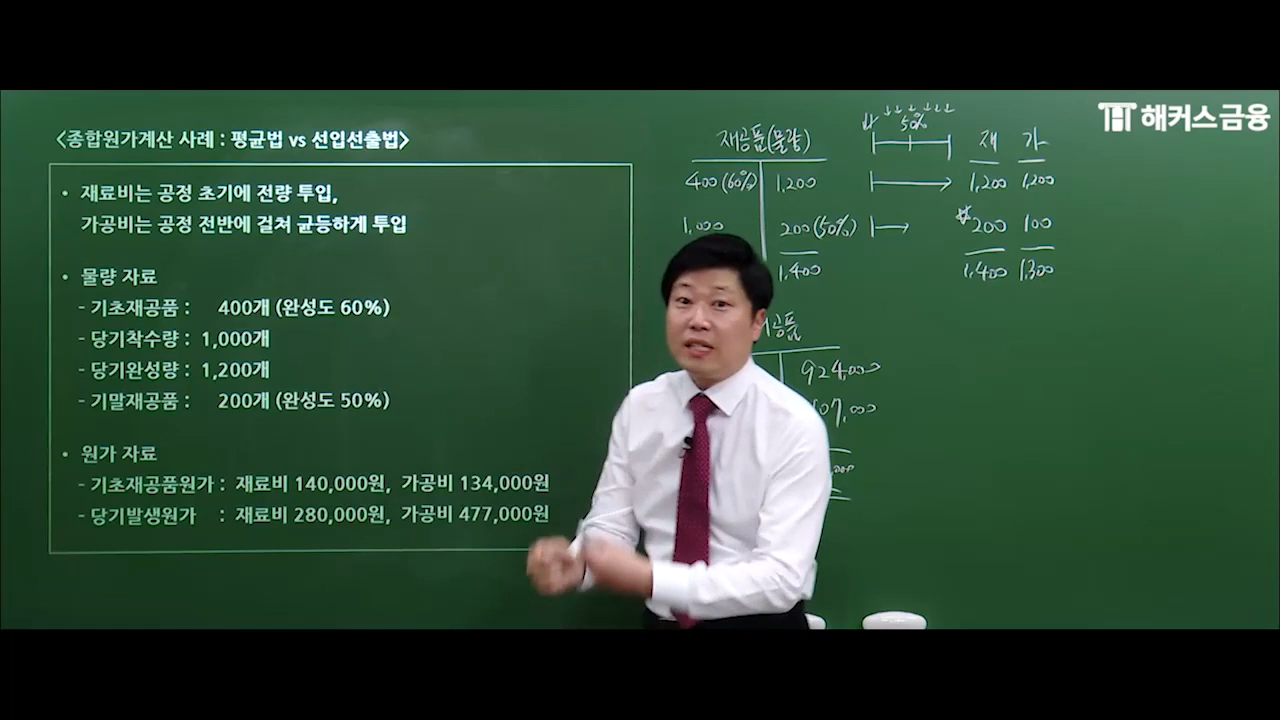 해커스금융
<종합원가계산 사례 : 평균법 vs 선입선출법>
• 재료비는 공정 초기에 전량 투입,
가공비는 공정 전반에 걸쳐 균등하게 투입
• 물량 자료
- 기초재공품 : 400개 (완성도 60%)
- 당기착수량 : 1,000개
- 당기완성량 : 1,200개
- 기말재공품 : 200개 (완성도 50%)
• 원가 자료
- 기초재공품원가 : 재료비 140,000원, 가공비 134,000원
- 당기발생원가 : 재료비 280,000원, 가공비 477,000원
재공품(물량)
400(60%) 1,200
1,000 200(50%)
1,400
50%
재 가
1,200 1,200
200 100
1,400 1,300
공품
924,000
107,000